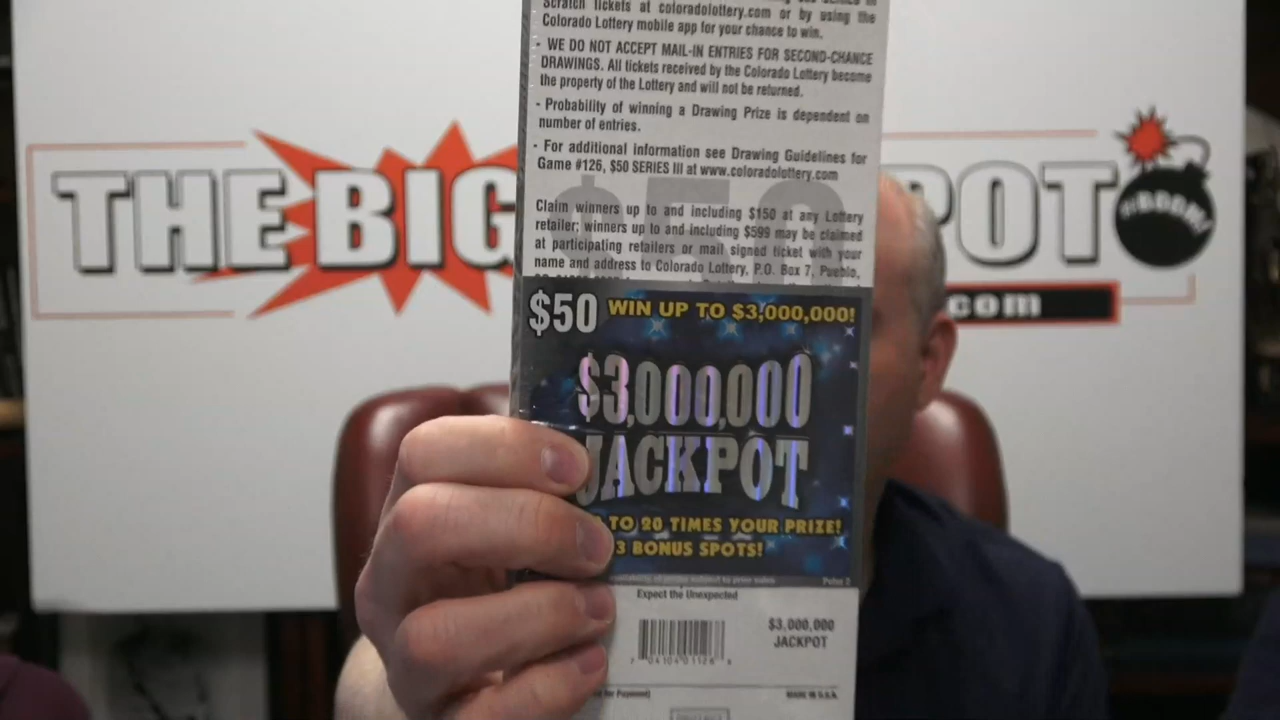 Scratch tickets at coloradolottery.com or by using the
Colorado Lottery mobile app for your chance to win.
- WE DO NOT ACCEPT MAIL-IN ENTRIES FOR SECOND-CHANCE
DRAWINGS. All tickets received by the Colorado Lottery become
the property of the Lottery and will not be returned.
- Probability of winning a Drawing Prize is dependent on
number of entries.
- For additional information see Drawing Guidelines for
Game #126, $50 SERIES III at www.coloradolottery.com
Claim winners up to and including $150 at any Lottery
retailer; winners up to and including $599 may be claimed
at participating retailers or mail signed ticket with your
name and address to Colorado Lottery, P.O. Box 7, Pueblo,
THE BIG POT
.com
$50 WIN UP TO $3,000,000!
$3,000,000
JACKPOT
TO 20 TIMES YOUR PRIZE!
3 BONUS SPOTS!
Expect the Unexpected
$3,000,000
JACKPOT
for Payment)
MADE IN U.S.A.